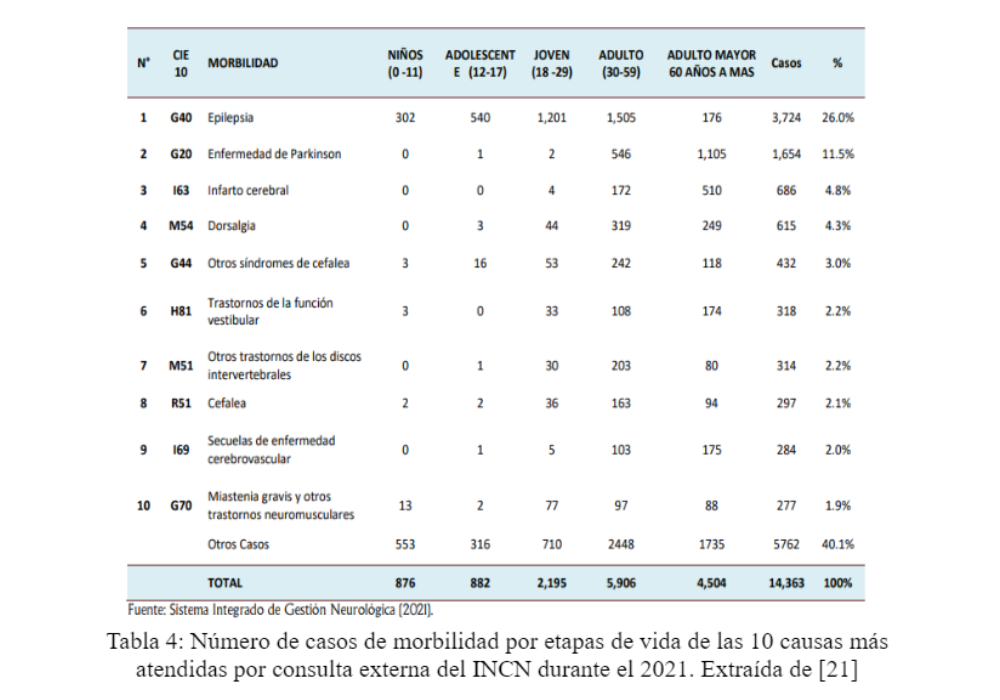 N° CIE 10 MORBILIDAD NIÑOS (0 -11) ADOLESCENT E (12-17) JOVEN (18 -29) ADULTO (30-59) ADULTO MAYOR 60 AÑOS A MAS Casos %
1 G40 Epilepsia 302 540 1,201 1,505 176 3,724 26.0%
2 G20 Enfermedad de Parkinson 0 1 2 546 1,105 1,654 11.5%
3 I63 Infarto cerebral 0 0 4 172 510 686 4.8%
4 M54 Dorsalgia 0 3 44 319 249 615 4.3%
5 G44 Otros síndromes de cefalea 3 16 53 242 118 432 3.0%
6 H81 Trastornos de la función vestibular 3 0 33 108 174 318 2.2%
7 M51 Otros trastornos de los discos intervertebrales 0 1 30 203 80 314 2.2%
8 R51 Cefalea 2 2 36 163 94 297 2.1%
9 I69 Secuelas de enfermedad cerebrovascular 0 1 5 103 175 284 2.0%
10 G70 Miastenia gravis y otros trastornos neuromusculares 13 2 77 97 88 277 1.9%
Otros Casos 553 316 710 2448 1735 5762 40.1%
TOTAL 876 882 2,195 5,906 4,504 14,363 100%
Fuente: Sistema Integrado de Gestión Neurológica (2021).
Tabla 4: Número de casos de morbilidad por etapas de vida de las 10 causas más
atendidas por consulta externa del INCN durante el 2021. Extraída de [21]